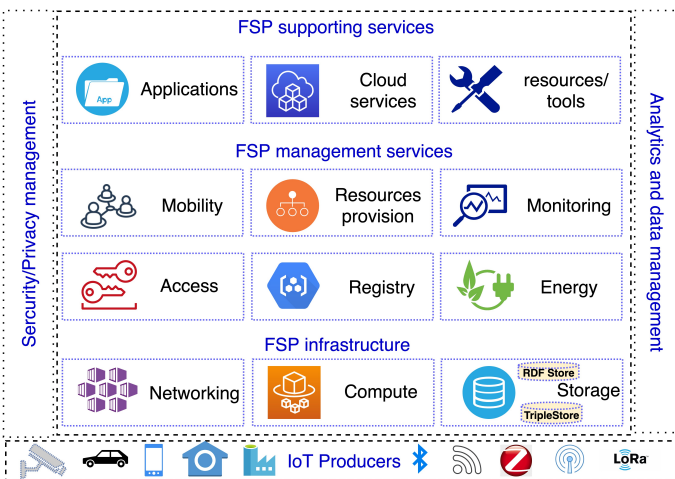 FSP supporting services
App
Applications
Cloud
services
resources/
tools
FSP management services
Mobility
Resources
provision
Monitoring
Access
Registry
Energy
FSP infrastructure
Networking
Compute
RDF Store
Storage
TripleStore
Sercurity/Privacy management
Analytics and data management
IoT Producers
LoRa